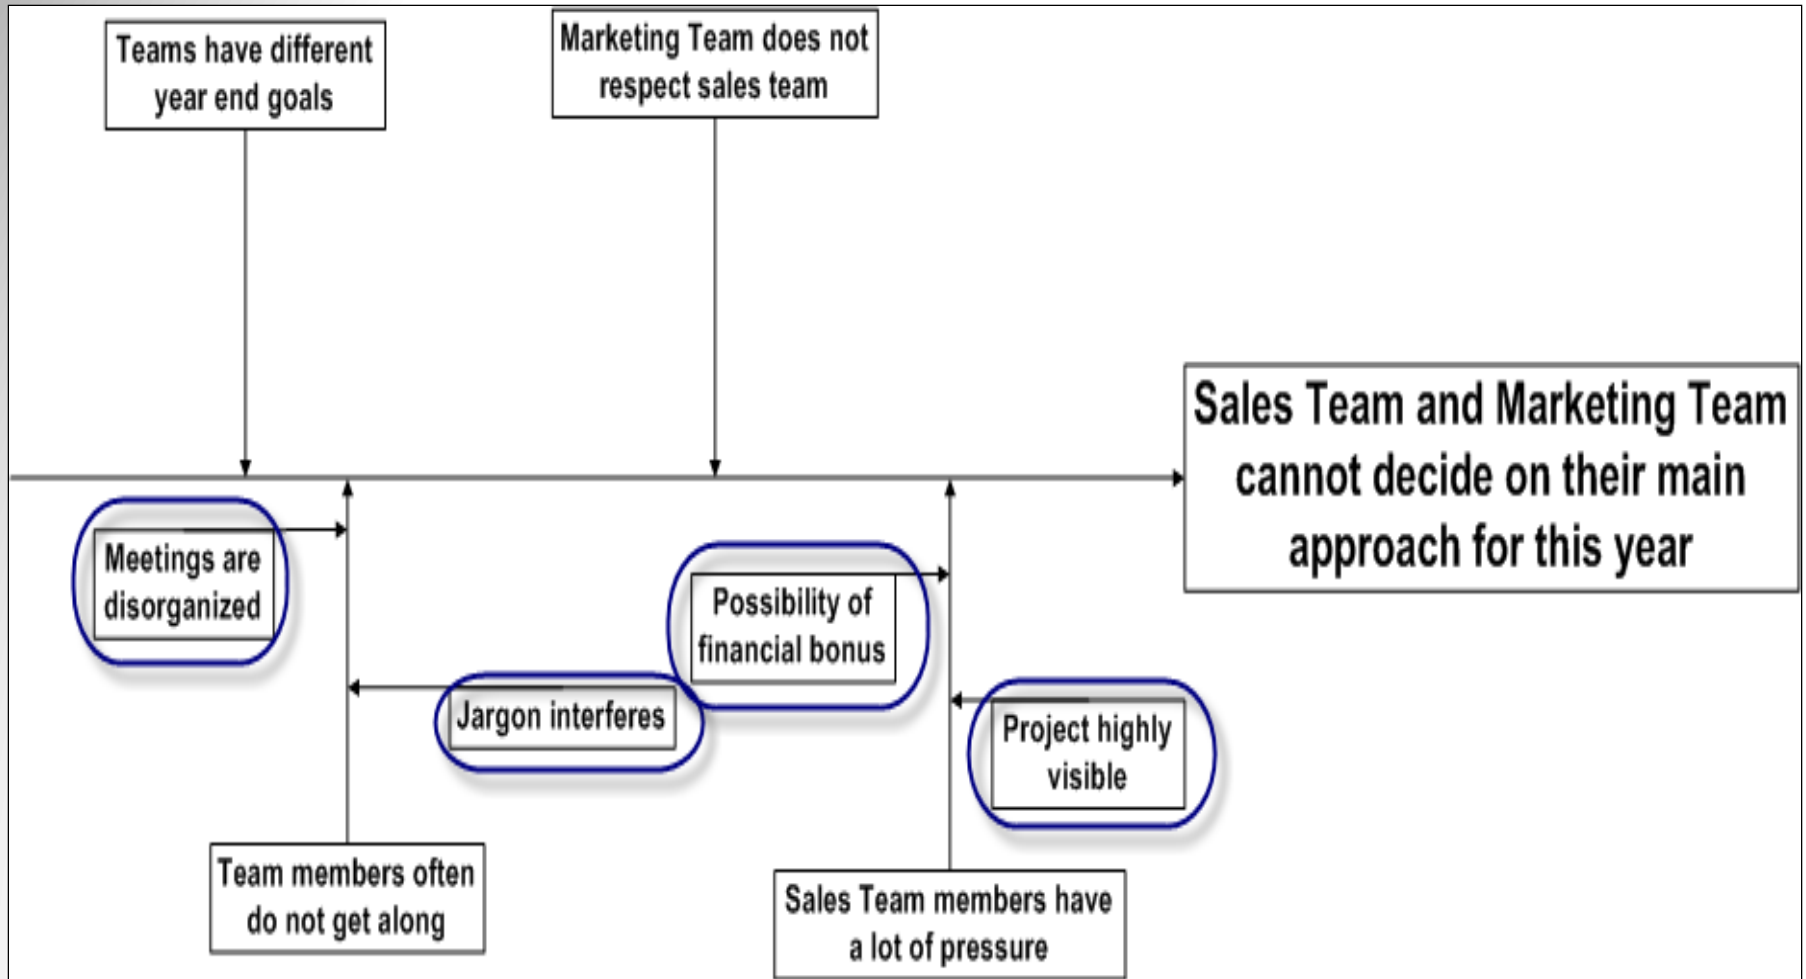 Teams have different
year end goals
Marketing Team does not
respect sales team
Sales Team and Marketing Team
cannot decide on their main
approach for this year
Meetings are
disorganized
Possibility of
financial bonus
Jargon interferes
Project highly
visible
Team members often
do not get along
Sales Team members have
a lot of pressure